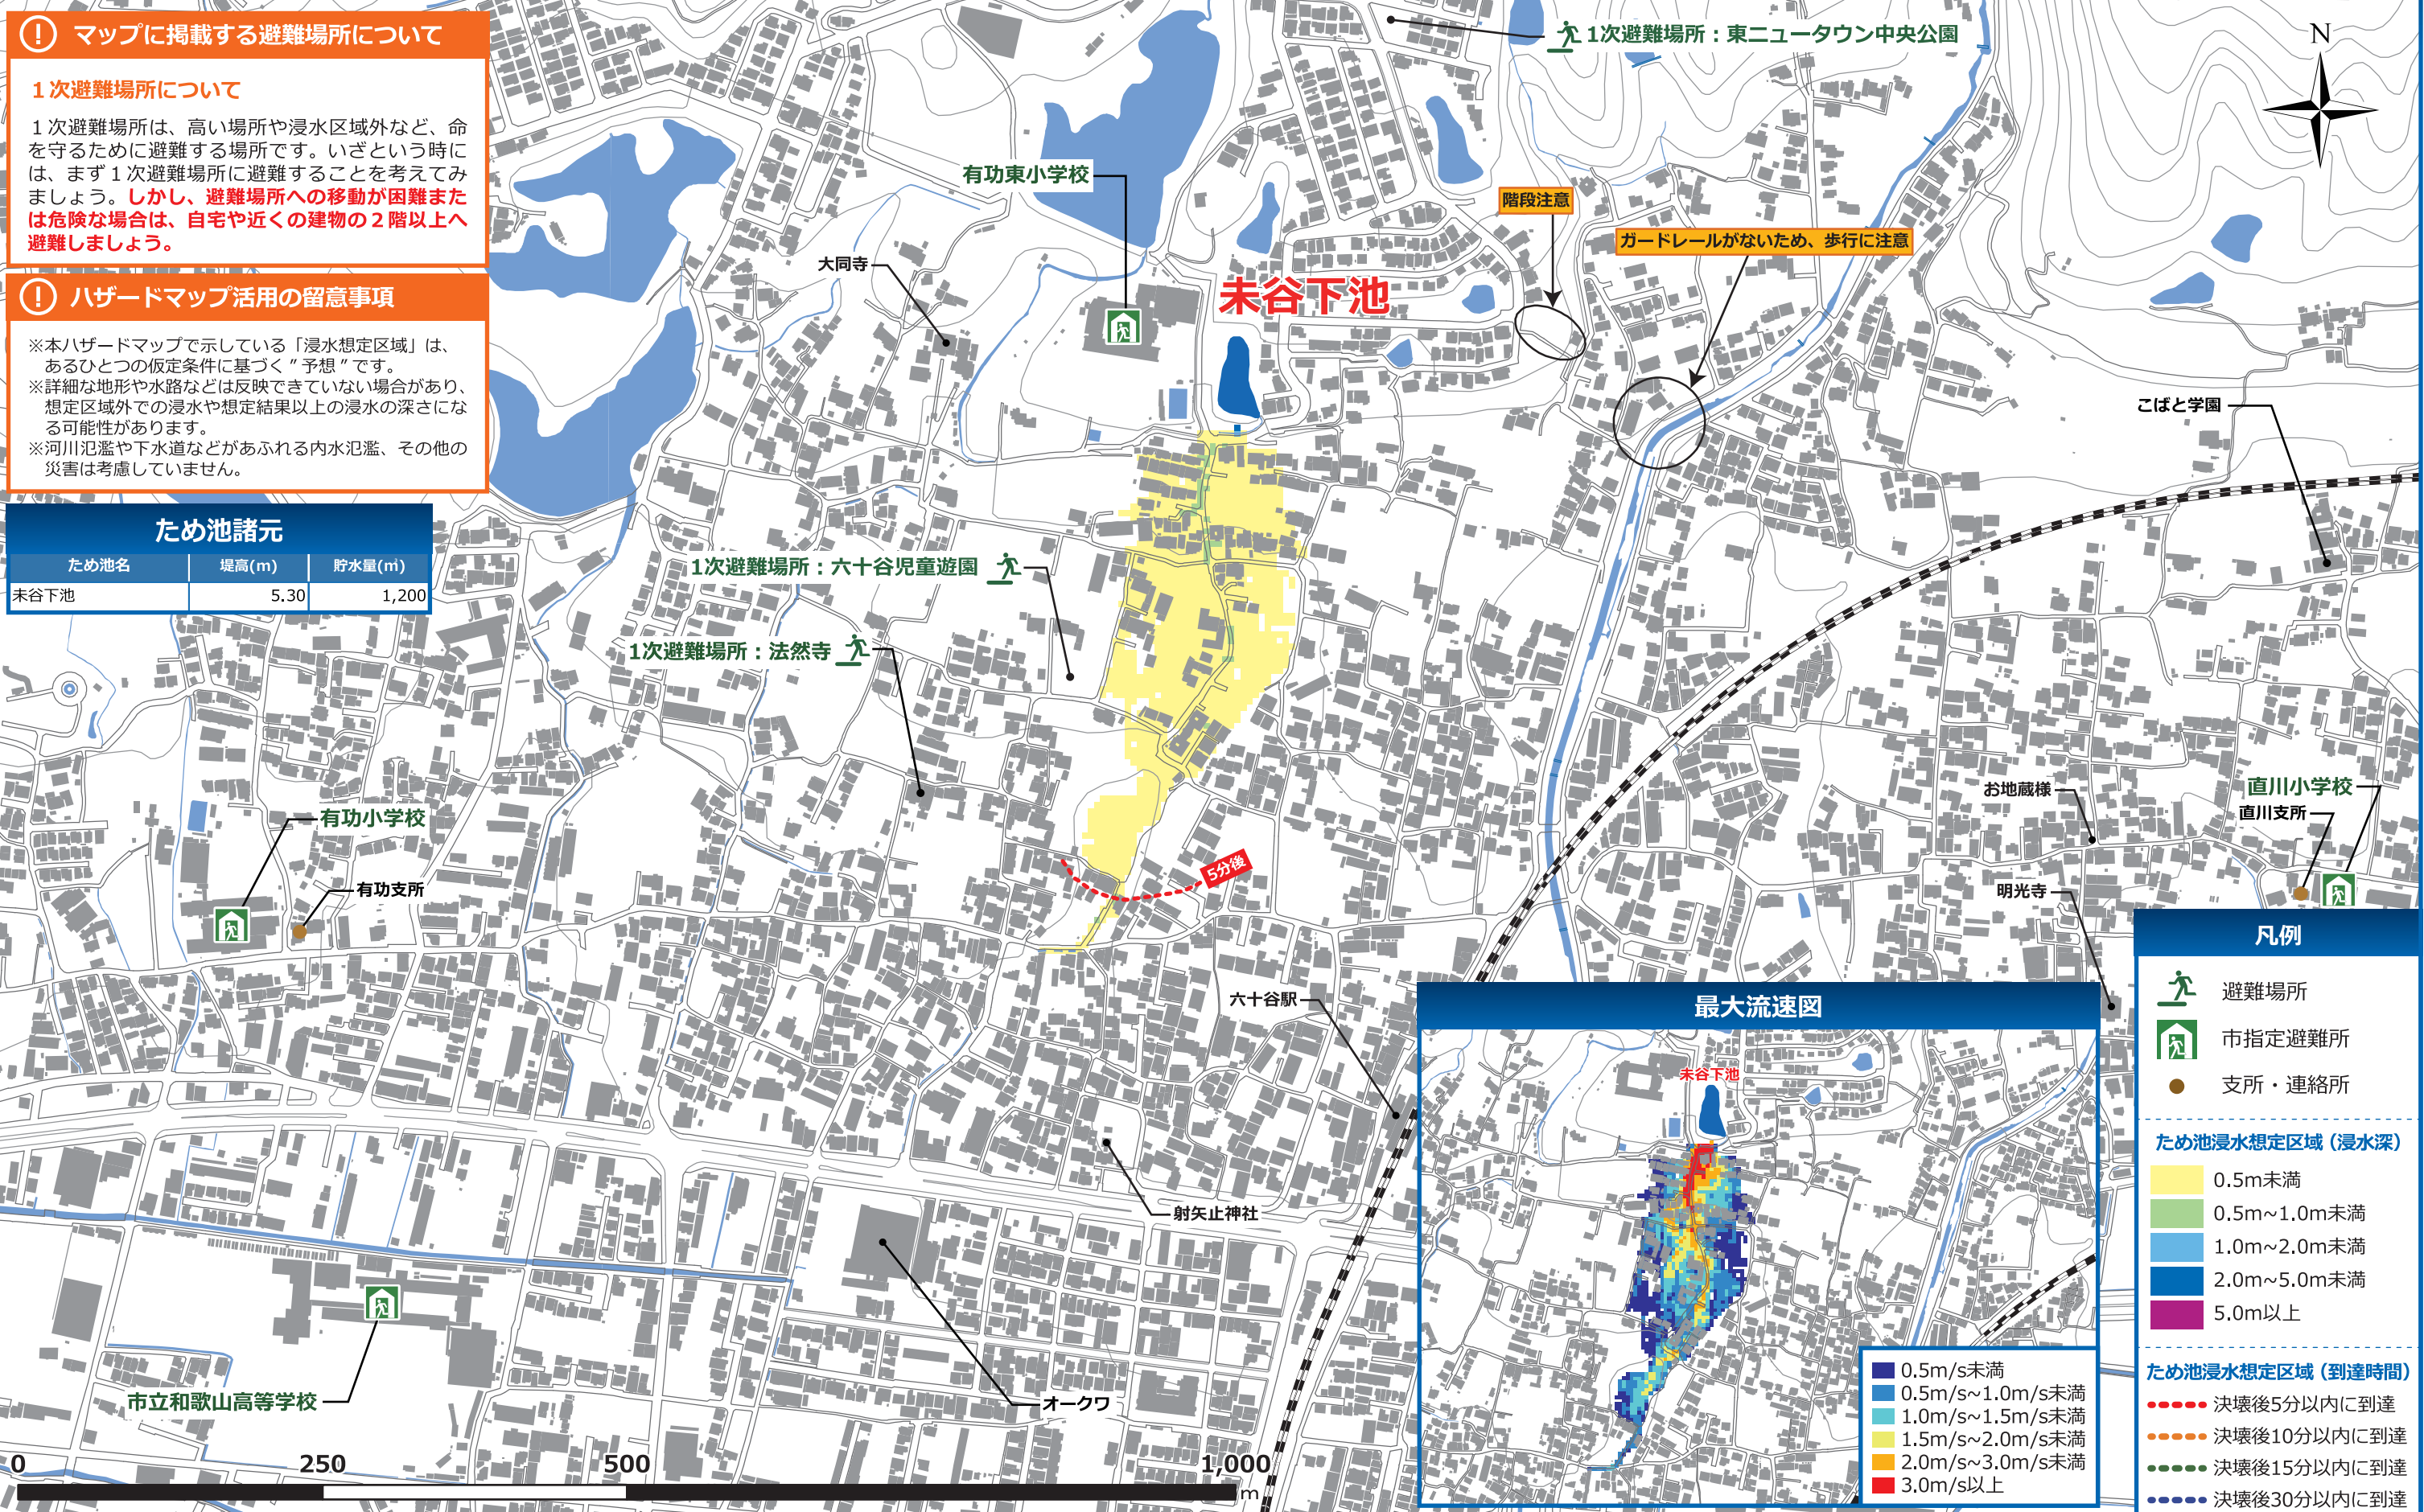 マップに掲載する避難場所について
１次避難場所について
１次避難場所は、高い場所や浸水区域外など、命
を守るために避難する場所です。いざという時に
は、まず１次避難場所に避難することを考えてみ
ましょう。しかし、避難場所への移動が困難また
は危険な場合は、自宅や近くの建物の２階以上へ
避難しましょう。
ハザードマップ活用の留意事項
※本ハザードマップで示している「浸水想定区域」は、
あるひとつの仮定条件に基づく”予想”です。
※詳細な地形や水路などは反映できていない場合があり、
想定区域外での浸水や想定結果以上の浸水の深さにな
る可能性があります。
※河川氾濫や下水道などがあふれる内水氾濫、その他の
災害は考慮していません。
ため池諸元
ため池名 堤高(m) 貯水量(㎥)
未谷下池 5.30 1,200
1次避難場所：東ニュータウン中央公園
N
有功東小学校
階段注意
ガードレールがないため、歩行に注意
大同寺
未谷下池
こばと学園
1次避難場所：六十谷児童遊園
1次避難場所：法然寺
有功小学校
有功支所
5分後
お地蔵様
直川小学校
直川支所
明光寺
六十谷駅
射矢止神社
オークワ
市立和歌山高等学校
0 250 500 1,000
m
最大流速図
未谷下池
0.5m/s未満
0.5m/s~1.0m/s未満
1.0m/s~1.5m/s未満
1.5m/s~2.0m/s未満
2.0m/s~3.0m/s未満
3.0m/s以上
凡例
避難場所
市指定避難所
支所・連絡所
ため池浸水想定区域（浸水深）
0.5m未満
0.5m~1.0m未満
1.0m~2.0m未満
2.0m~5.0m未満
5.0m以上
ため池浸水想定区域（到達時間）
決壊後5分以内に到達
決壊後10分以内に到達
決壊後15分以内に到達
決壊後30分以内に到達